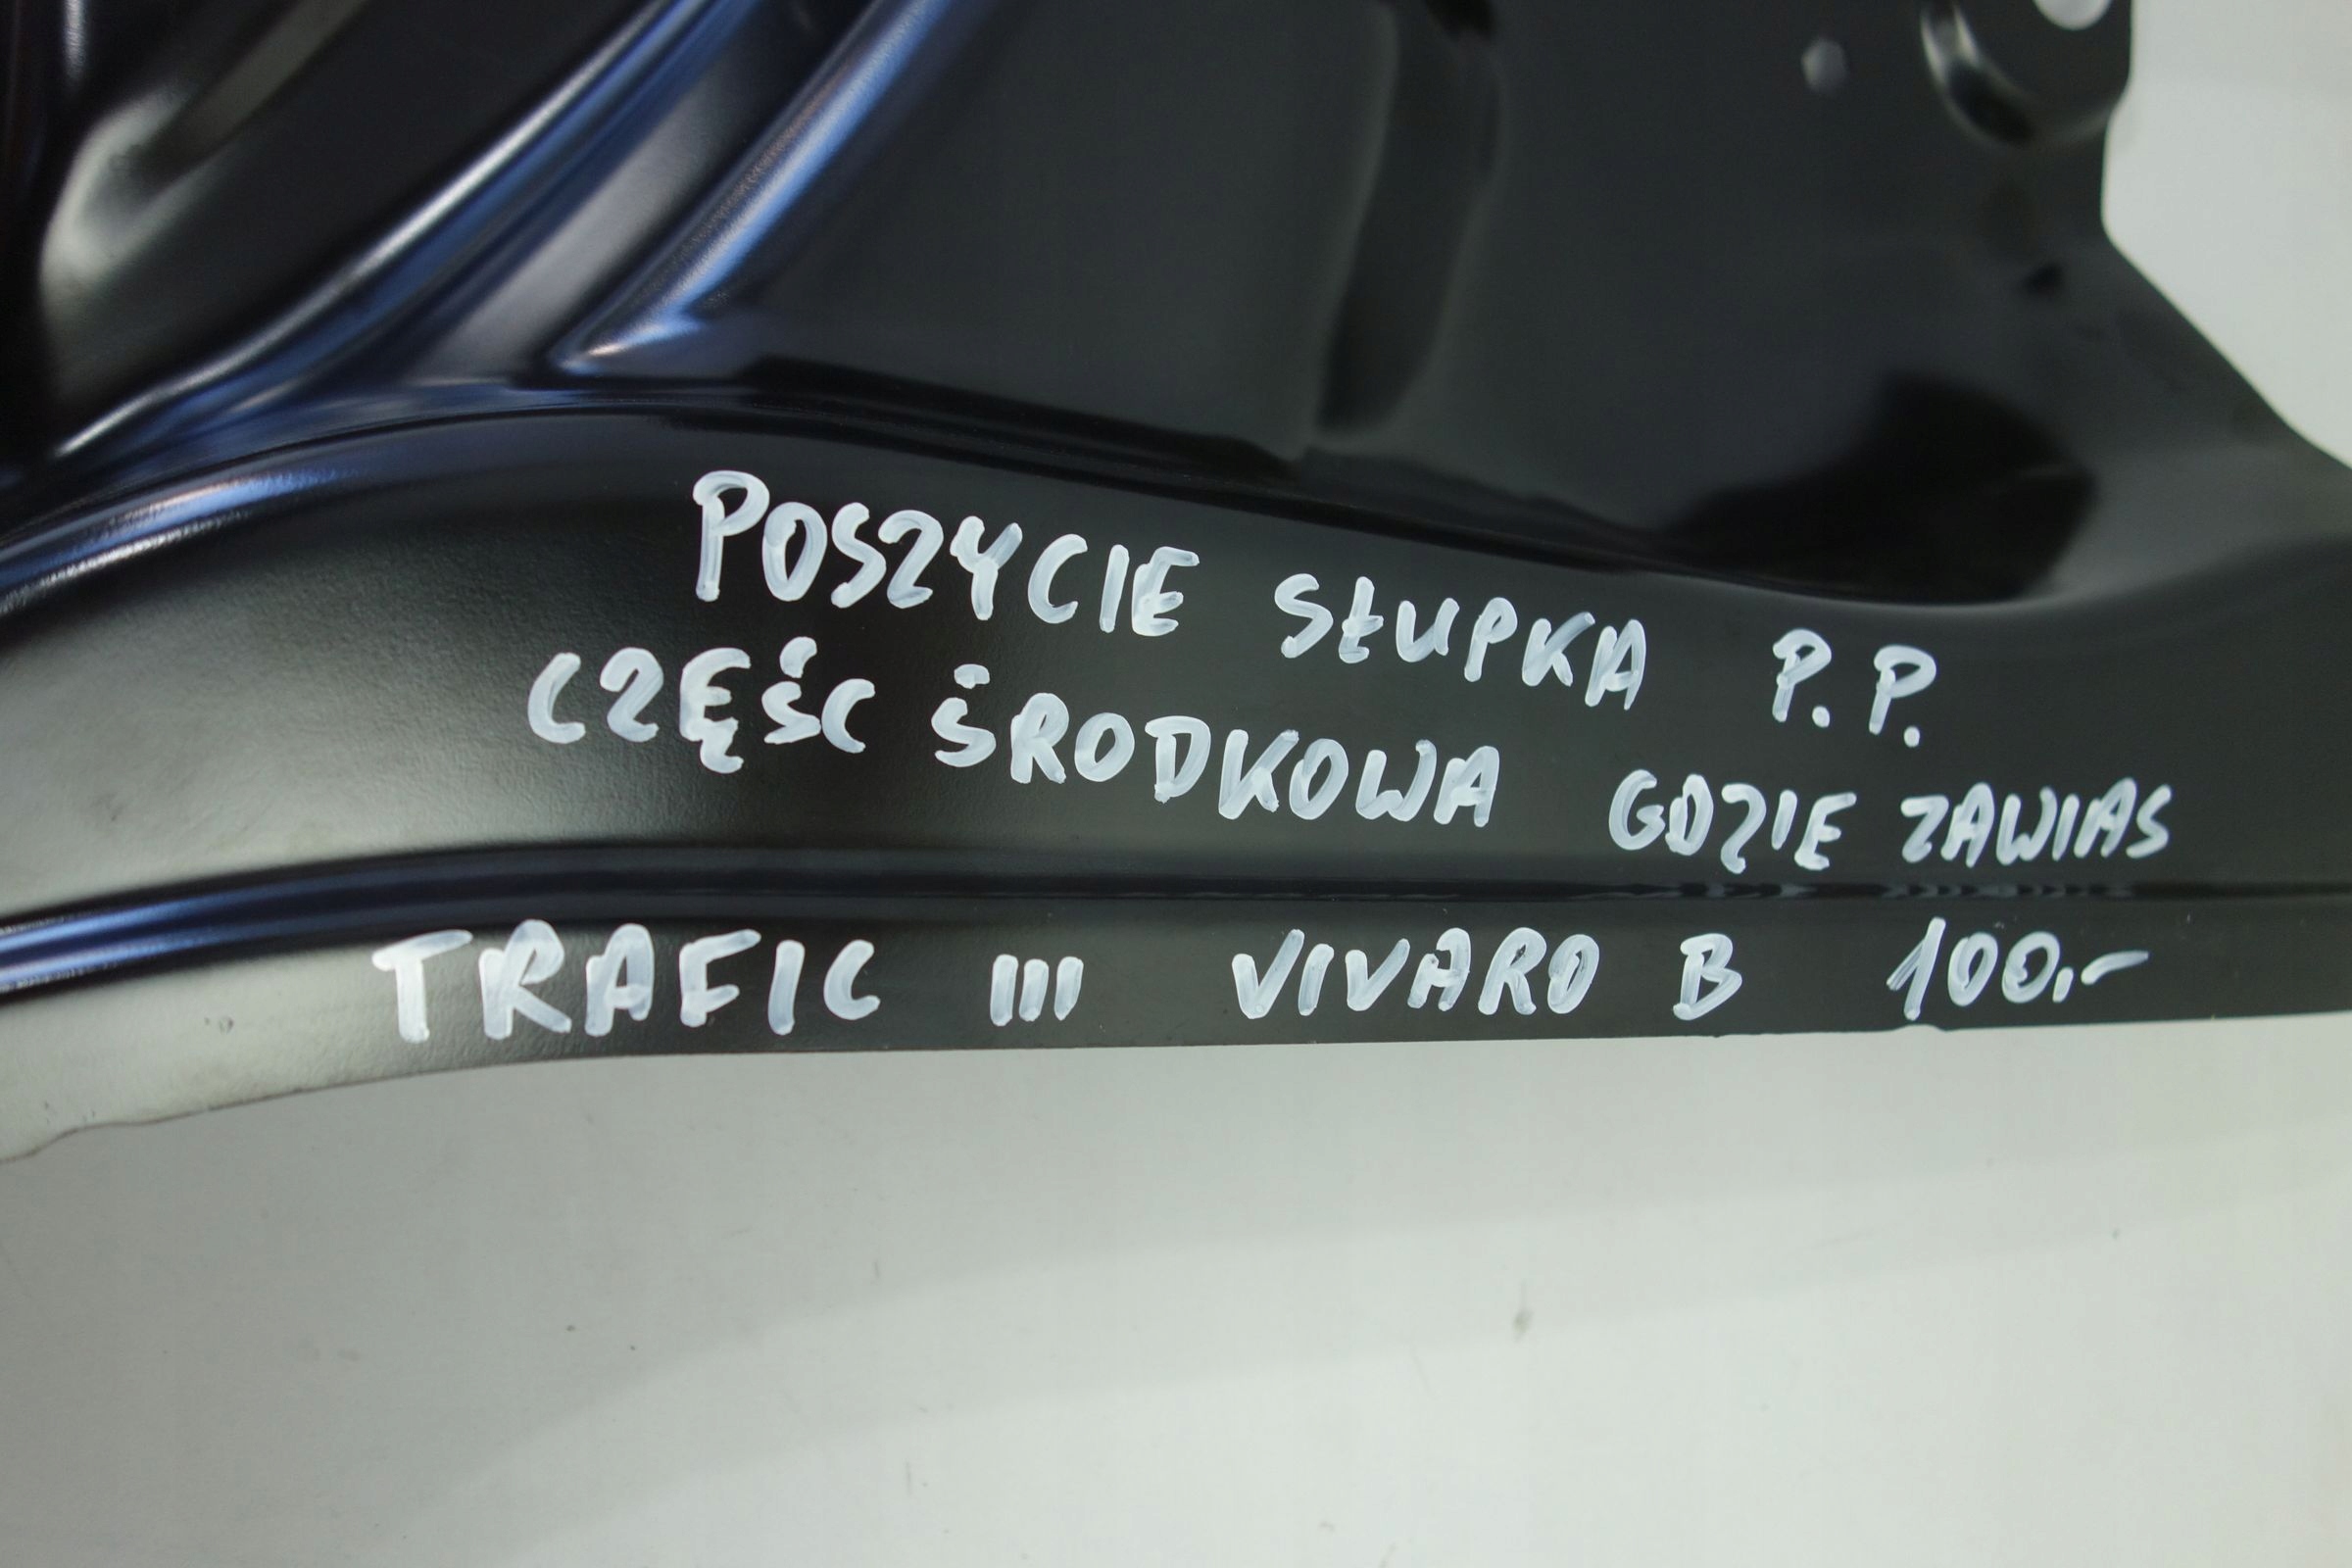 POSZYCIE SŁUPKA P.P.
CZĘŚC ŚRODKOWA GDZIE ZAWIAS
TRAFIC III VIVARO B 100,-